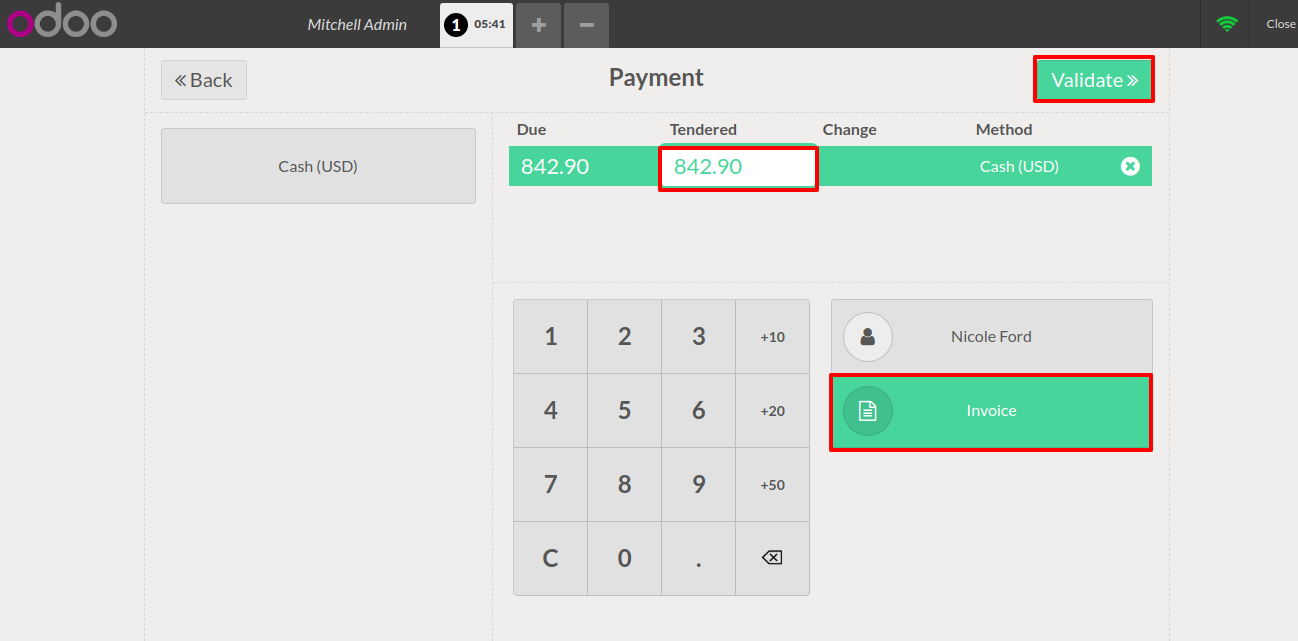 odoo Mitchell Admin 1 05:41 + − Close
« Back Payment Validate »
Due Tendered Change Method
Cash (USD) 842.90 842.90 Cash (USD)
1 2 3 +10 Nicole Ford
4 5 6 +20 Invoice
7 8 9 +50
C 0 .